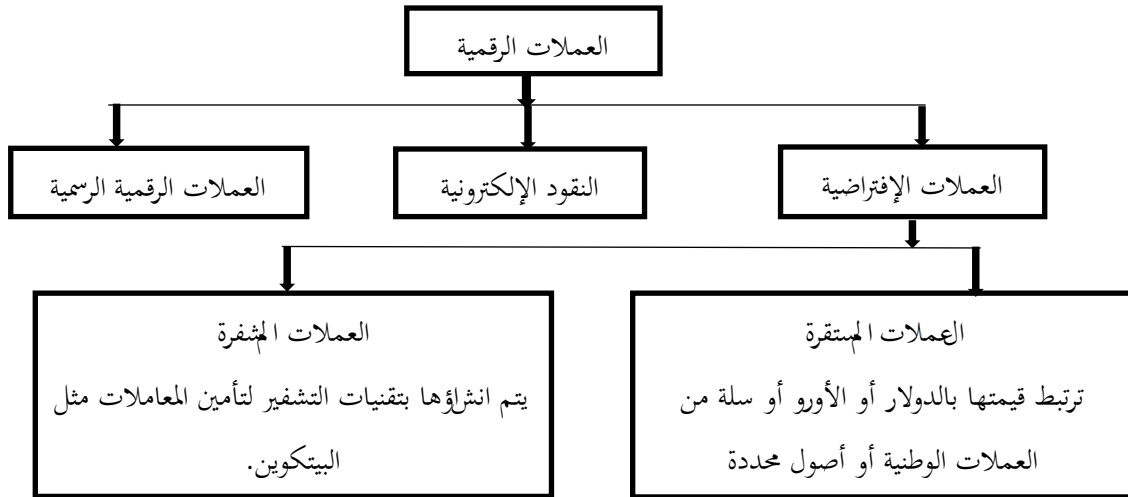 العملات الرقمية
العملات الإفتراضية
النقود الإلكترونية
العملات الرقمية الرسمية
العملات المستقرة
ترتبط قيمتها بالدولار أو الأورو أو سلة من
العملات الوطنية أو أصول محددة
العملات المشفرة
يتم انشاؤها بتقنيات التشفير لتأمين المعاملات مثل
البيتكوين.